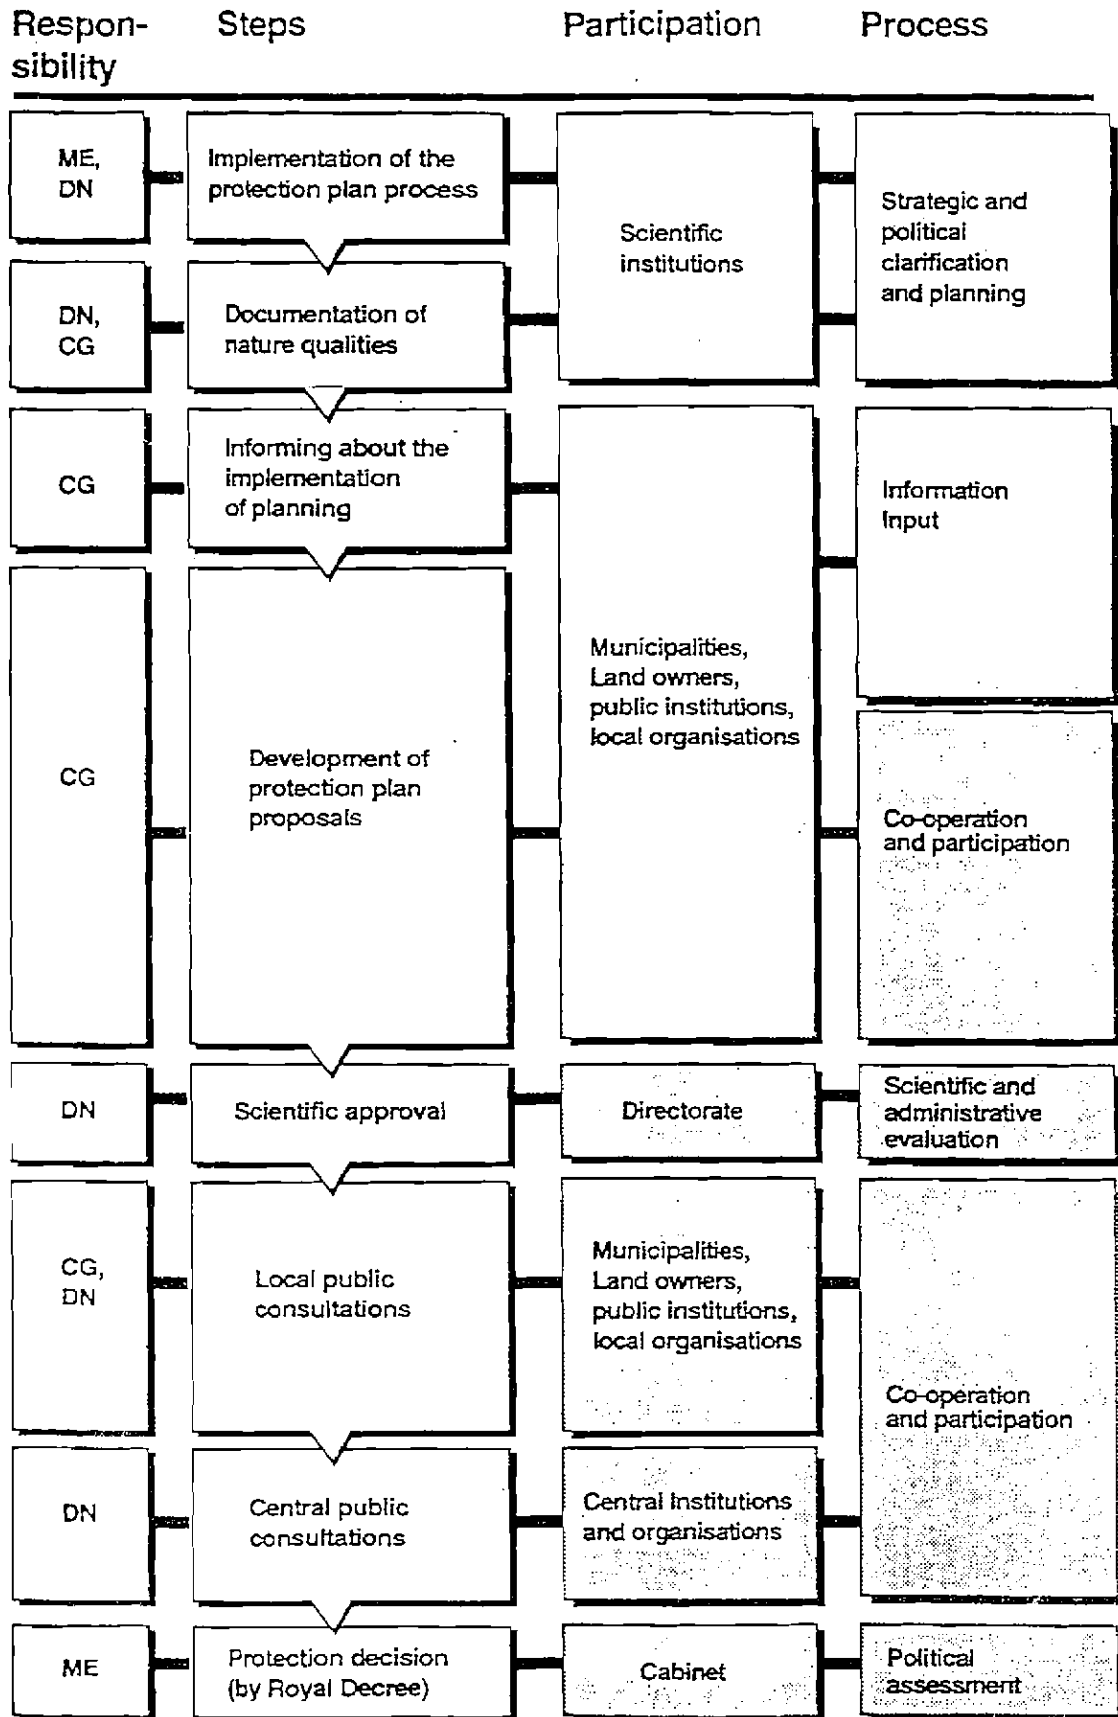 Respon-
sibility
Steps
Participation
Process
ME,
DN
Implementation of the
protection plan process
Scientific
institutions
Strategic and
political
clarification
and planning
DN,
CG
Documentation of
nature qualities
CG
Informing about the
implementation
of planning
Municipalities,
Land owners,
public institutions,
local organisations
Information
Input
CG
Development of
protection plan
proposals
Co-operation
and participation
DN
Scientific approval
Directorate
Scientific and
administrative
evaluation
CG,
DN
Local public
consultations
Municipalities,
Land owners,
public institutions,
local organisations
Co-operation
and participation
DN
Central public
consultations
Central Institutions
and organisations
ME
Protection decision
(by Royal Decree)
Cabinet
Political
assessment